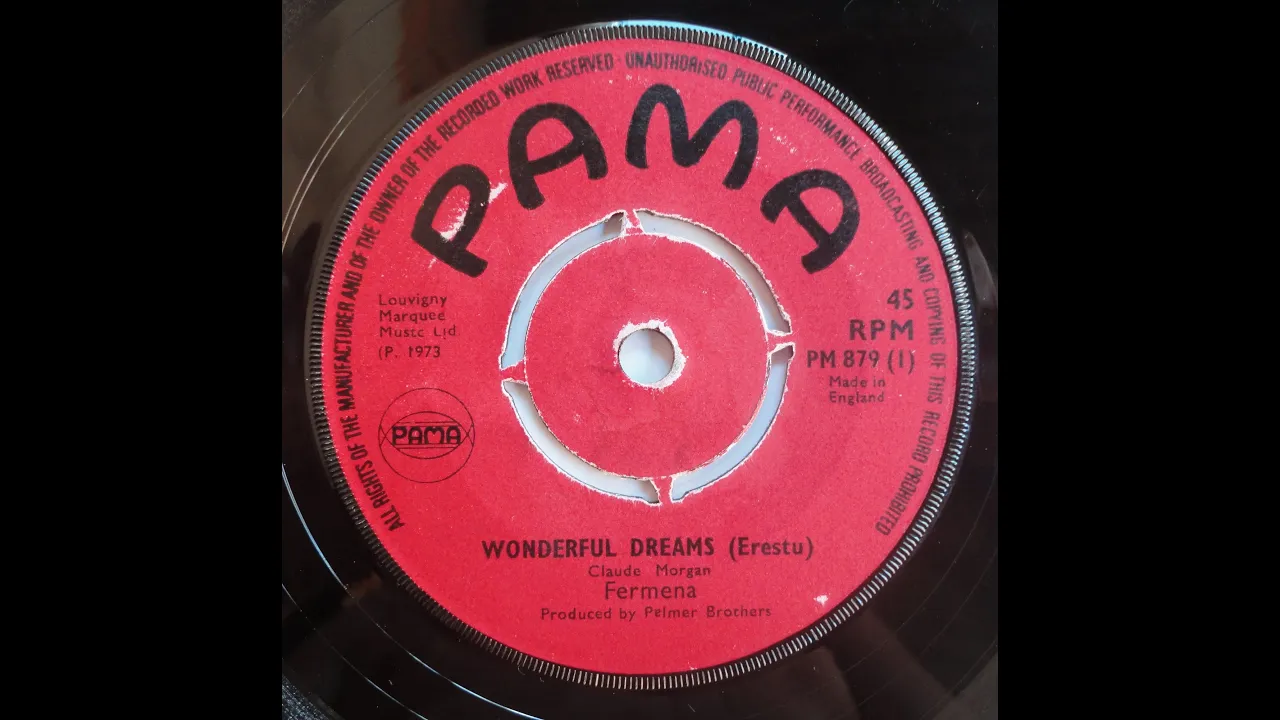 ALL RIGHTS OF THE MANUFACTURER AND OF THE OWNER OF THE RECORDED WORK RESERVED · UNAUTHORISED PUBLIC PERFORMANCE BROADCASTING AND COPYING OF THIS RECORD PROHIBITED
PAMA
Louvigny
Marquee
Music Ltd
(P. 1973
45
RPM
PM 879 (1)
Made in
England
PAMA
WONDERFUL DREAMS (Erestu)
Claude Morgan
Fermena
Produced by Pelmer Brothers